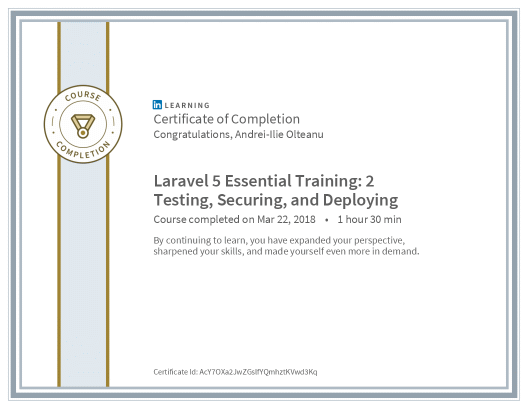 COURSE
COMPLETION
in LEARNING
Certificate of Completion
Congratulations, Andrei-Ilie Olteanu
Laravel 5 Essential Training: 2
Testing, Securing, and Deploying
Course completed on Mar 22, 2018 • 1 hour 30 min
By continuing to learn, you have expanded your perspective,
sharpened your skills, and made yourself even more in demand.
Certificate Id: AcY7OXa2JwZGsIfYQmhztKVwd3Kq